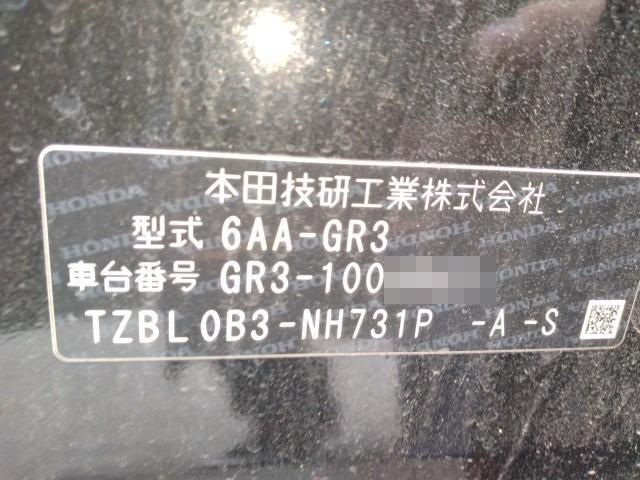 本田技研工業株式会社
型式 6AA-GR3
車台番号 GR3-100
TZBL0B3-NH731P -A-S